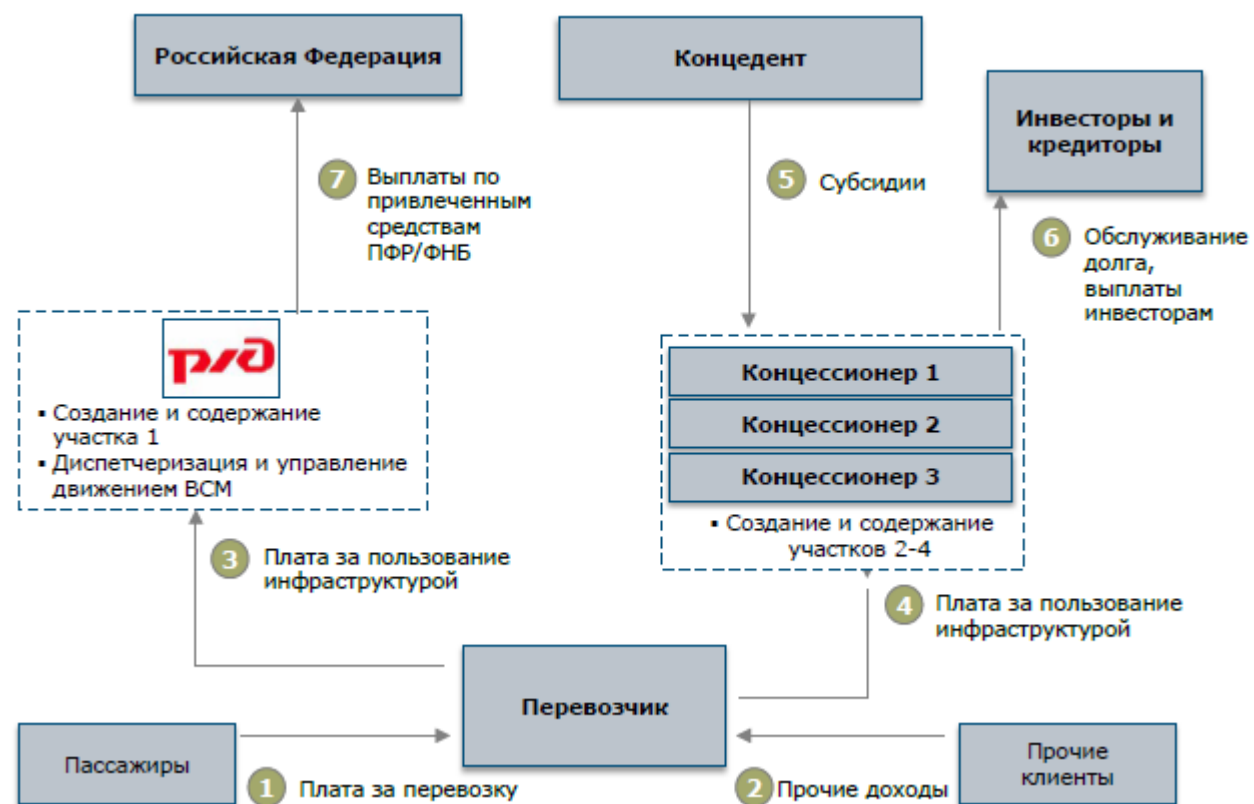 Российская Федерация
Концедент
Инвесторы и
кредиторы
7 Выплаты по
привлеченным
средствам
ПФР/ФНБ
5 Субсидии
6 Обслуживание
долга,
выплаты
инвесторам
ржд
▪ Создание и содержание
участка 1
▪ Диспетчеризация и управление
движением ВСМ
Концессионер 1
Концессионер 2
Концессионер 3
▪ Создание и содержание
участков 2-4
3 Плата за пользование
инфраструктурой
4 Плата за пользование
инфраструктурой
Перевозчик
Пассажиры
1 Плата за перевозку
2 Прочие доходы
Прочие
клиенты